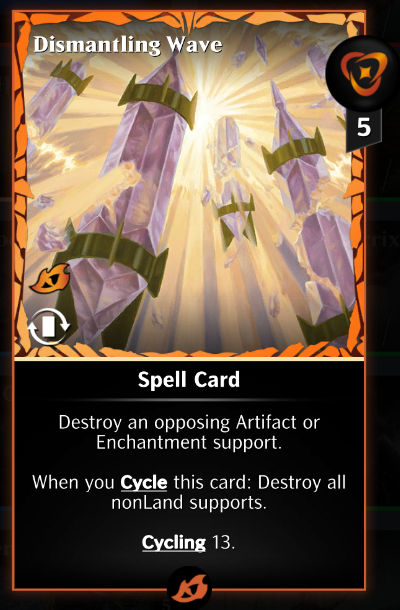 Dismantling Wave
5
Spell Card
Destroy an opposing Artifact or
Enchantment support.
When you Cycle this card: Destroy all
nonLand supports.
Cycling 13.